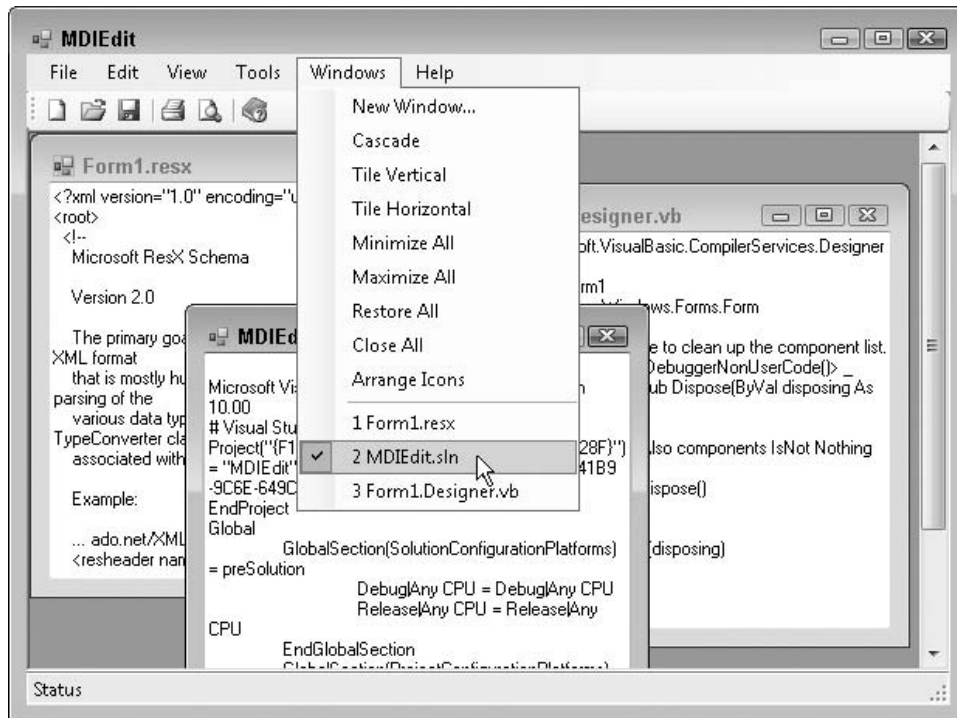 MDIEdit
File Edit View Tools Windows Help
New Window...
Cascade
Tile Vertical
Tile Horizontal
Minimize All
Maximize All
Restore All
Close All
Arrange Icons
1 Form1.resx
2 MDIEdit.sln
3 Form1.Designer.vb
Form1.resx
<?xml version="1.0" encoding="u
<root>
<!--
Microsoft ResX Schema
Version 2.0
The primary goa
XML format
that is mostly hu
parsing of the
various data typ
TypeConverter cla
associated with
Example:
... ado.net/XML
<resheader nam
MDIEd
Microsoft Vis
10.00
# Visual Stu
Project("{F1 28F}")
= "MDIEdit" 41B9
-9C6E-649C
EndProject
Global
GlobalSection(SolutionConfigurationPlatforms)
= preSolution
Debug|Any CPU = Debug|Any CPU
Release|Any CPU = Release|Any
CPU
EndGlobalSection
GlobalSection(ProjectConfigurationPlatforms)
esigner.vb
oft.VisualBasic.CompilerServices.Designer
rm1
ws.Forms.Form
e to clean up the component list.
DebuggerNonUserCode()> _
ub Dispose(ByVal disposing As
Also components IsNot Nothing
ispose()
(disposing)
Status